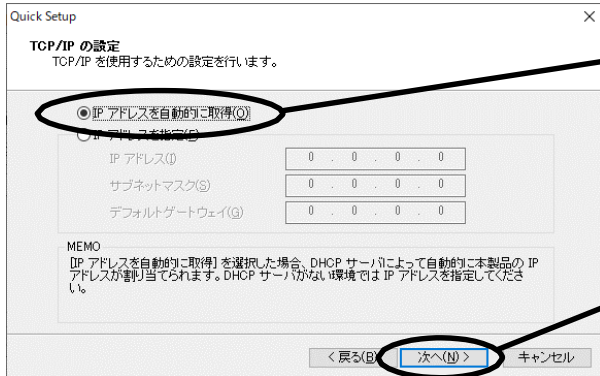 Quick Setup
TCP/IP の設定
TCP/IP を使用するための設定を行います。
IP アドレスを自動的に取得(O)
IP アドレスを指定(F)
IP アドレス(I) 0 . 0 . 0 . 0
サブネットマスク(S) 0 . 0 . 0 . 0
デフォルトゲートウェイ(G) 0 . 0 . 0 . 0
MEMO
[IP アドレスを自動的に取得] を選択した場合、DHCP サーバによって自動的に本製品の IP
アドレスが割り当てられます。DHCP サーバがない環境では IP アドレスを指定してくださ
い。
< 戻る(B) 次へ(N) > キャンセル